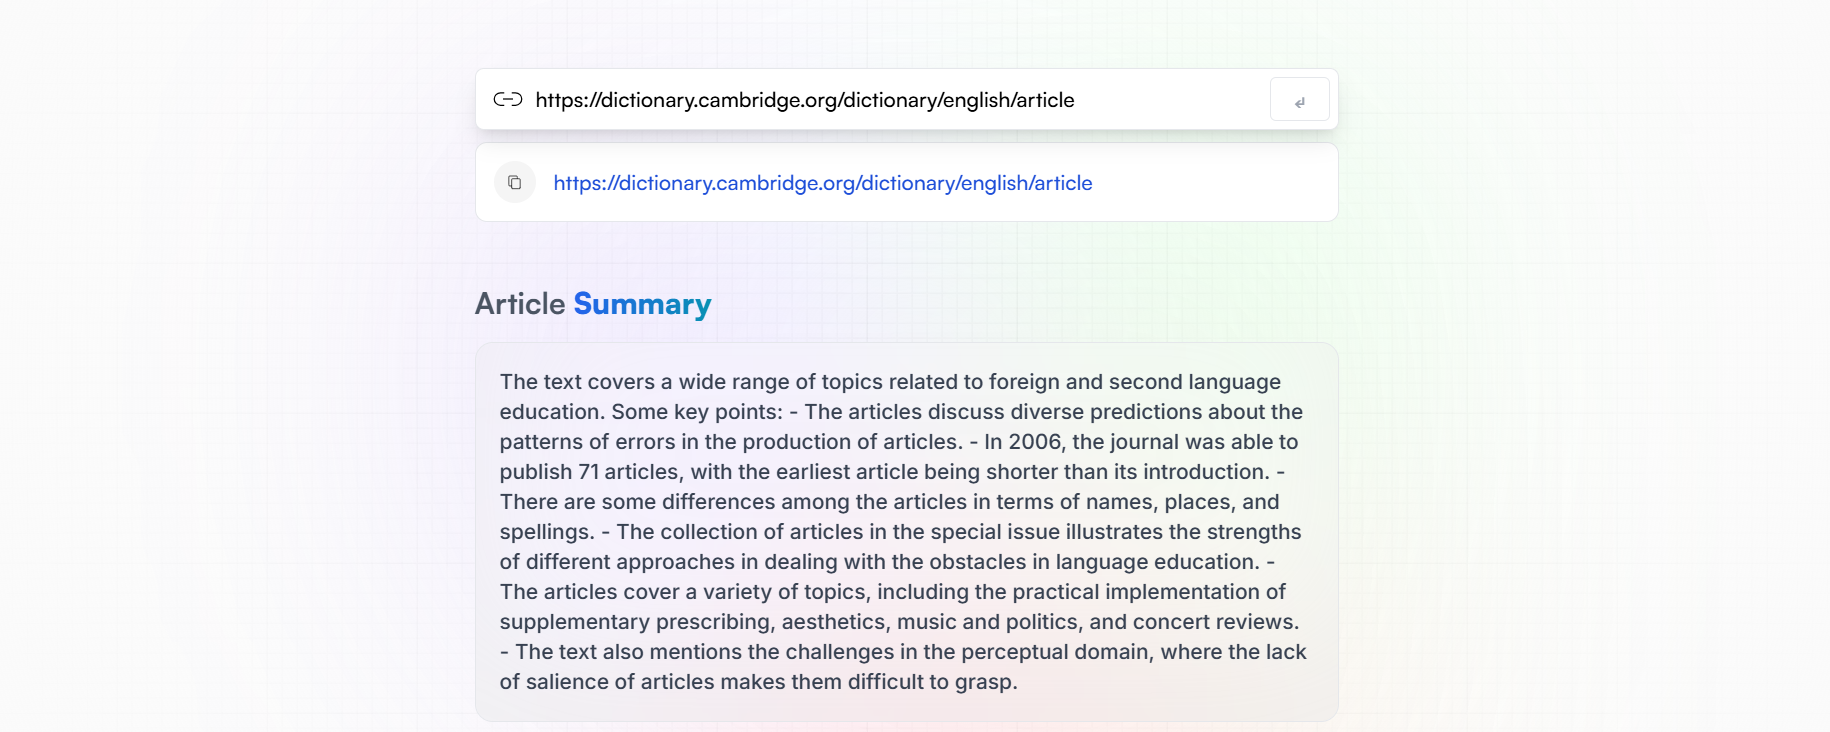 https://dictionary.cambridge.org/dictionary/english/article
https://dictionary.cambridge.org/dictionary/english/article
Article Summary
The text covers a wide range of topics related to foreign and second language
education. Some key points: - The articles discuss diverse predictions about the
patterns of errors in the production of articles. - In 2006, the journal was able to
publish 71 articles, with the earliest article being shorter than its introduction. -
There are some differences among the articles in terms of names, places, and
spellings. - The collection of articles in the special issue illustrates the strengths
of different approaches in dealing with the obstacles in language education. -
The articles cover a variety of topics, including the practical implementation of
supplementary prescribing, aesthetics, music and politics, and concert reviews.
- The text also mentions the challenges in the perceptual domain, where the lack
of salience of articles makes them difficult to grasp.